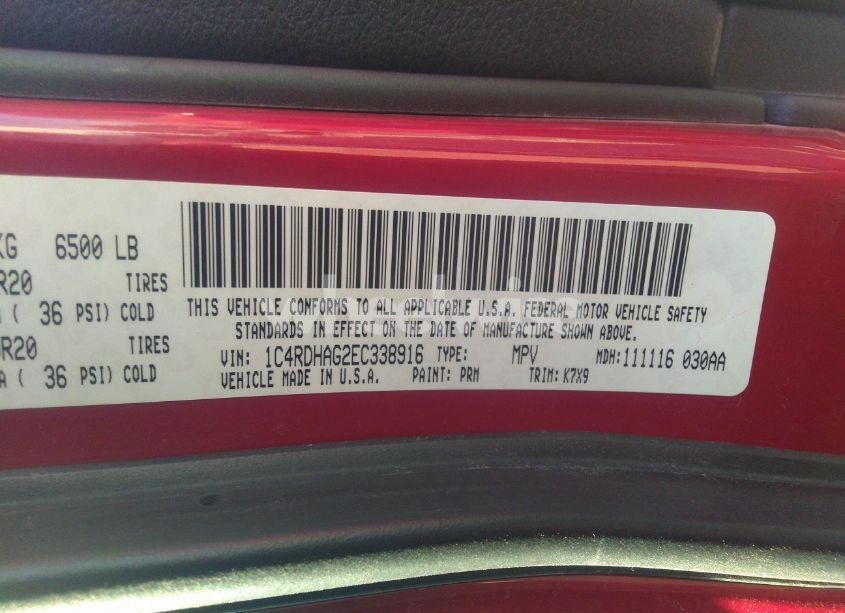 KG 6500 LB
R20 TIRES
( 36 PSI) COLD
R20 TIRES
A ( 36 PSI) COLD
THIS VEHICLE CONFORMS TO ALL APPLICABLE U.S.A. FEDERAL MOTOR VEHICLE SAFETY
STANDARDS IN EFFECT ON THE DATE OF MANUFACTURE SHOWN ABOVE.
VIN: 1C4RDHAG2EC338916 TYPE: MPV MDH: 111116 030AA
VEHICLE MADE IN U.S.A. PAINT: PRM TRIM: K7X9